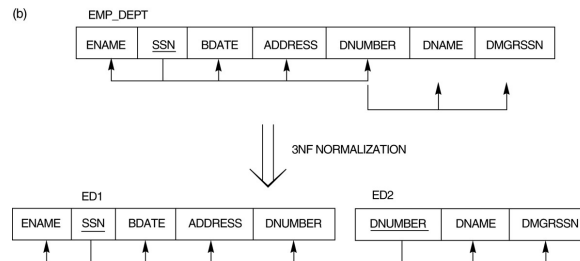 (b)
EMP_DEPT
ENAME SSN BDATE ADDRESS DNUMBER DNAME DMGRSSN
3NF NORMALIZATION
ED1 ED2
ENAME SSN BDATE ADDRESS DNUMBER DNUMBER DNAME DMGRSSN